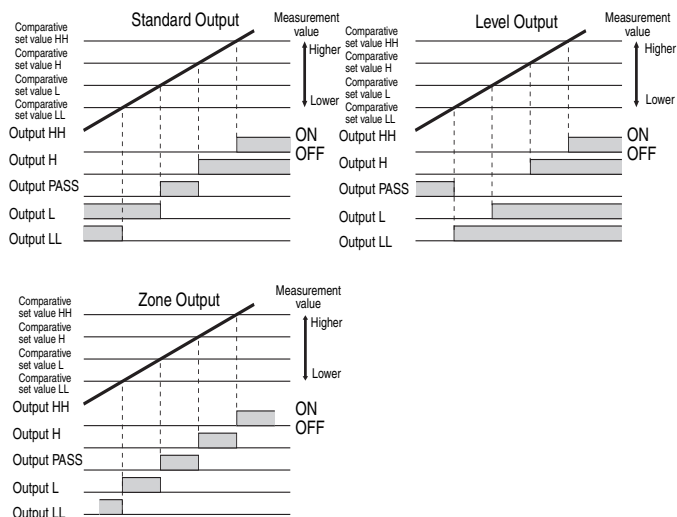 Standard Output
Measurement
value
Comparative
set value HH
Comparative
set value H
Comparative
set value L
Comparative
set value LL
Higher
Lower
Output HH
ON
OFF
Output H
Output PASS
Output L
Output LL
Level Output
Measurement
value
Comparative
set value HH
Comparative
set value H
Comparative
set value L
Comparative
set value LL
Higher
Lower
Output HH
ON
OFF
Output H
Output PASS
Output L
Output LL
Zone Output
Measurement
value
Comparative
set value HH
Comparative
set value H
Comparative
set value L
Comparative
set value LL
Higher
Lower
Output HH
ON
OFF
Output H
Output PASS
Output L
Output LL